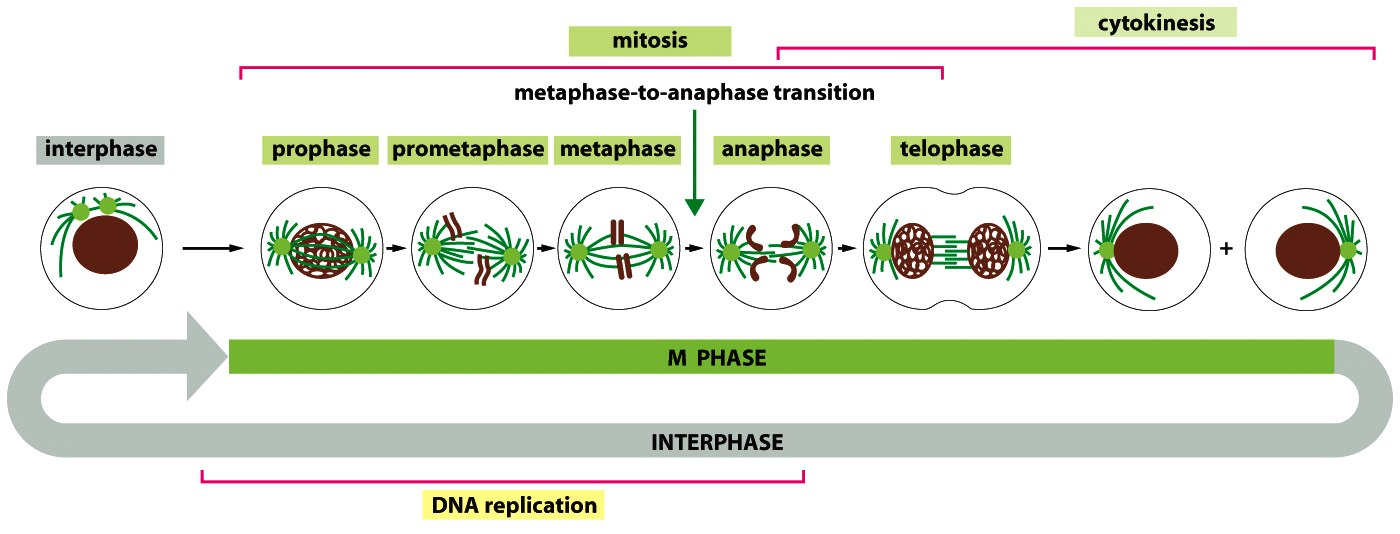 cytokinesis
mitosis
metaphase-to-anaphase transition
interphase
prophase
prometaphase
metaphase
anaphase
telophase
+
M PHASE
INTERPHASE
DNA replication